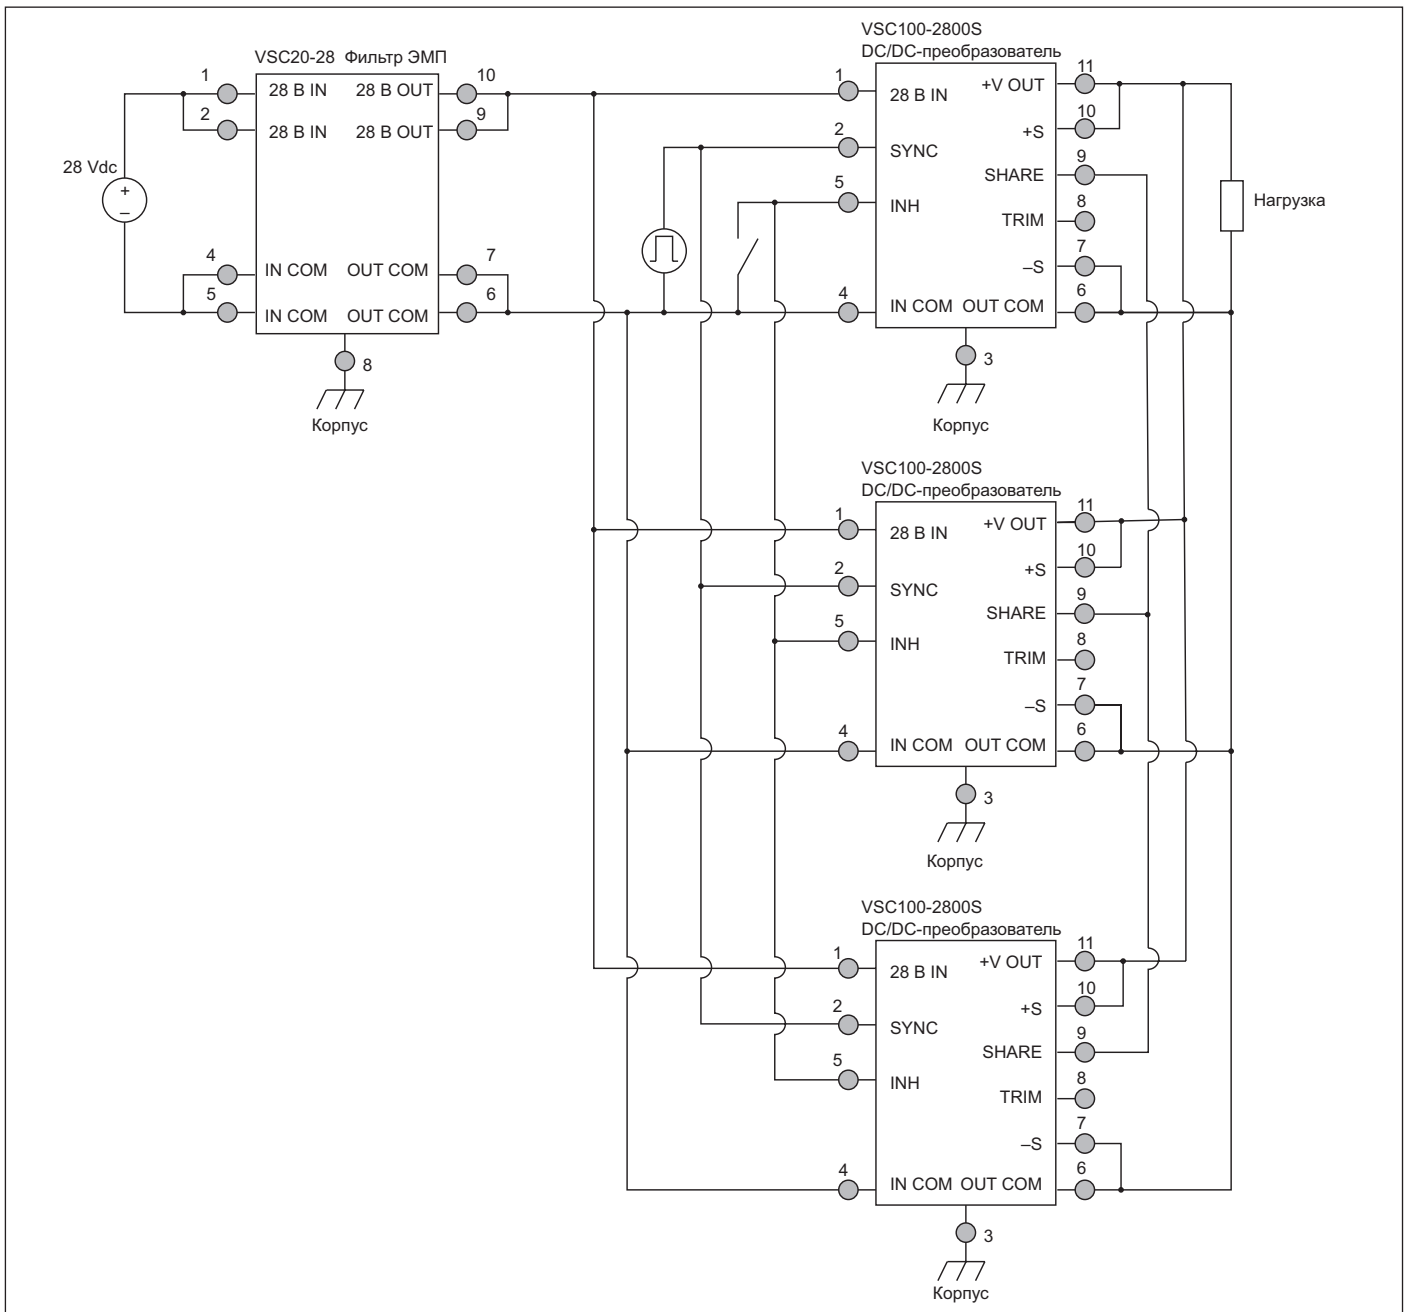 VSC20-28 Фильтр ЭМП
1
28 В IN
28 В OUT
10
2
28 В IN
28 В OUT
9
28 Vdc
+
–
4
IN COM
OUT COM
7
5
IN COM
OUT COM
6
8
Корпус
VSC100-2800S
DC/DC-преобразователь
1
28 В IN
+V OUT
11
+S
10
2
SYNC
SHARE
9
5
INH
TRIM
8
–S
7
4
IN COM
OUT COM
6
3
Корпус
Нагрузка
VSC100-2800S
DC/DC-преобразователь
1
28 В IN
+V OUT
11
+S
10
2
SYNC
SHARE
9
5
INH
TRIM
8
–S
7
4
IN COM
OUT COM
6
3
Корпус
VSC100-2800S
DC/DC-преобразователь
1
28 В IN
+V OUT
11
+S
10
2
SYNC
SHARE
9
5
INH
TRIM
8
–S
7
4
IN COM
OUT COM
6
3
Корпус